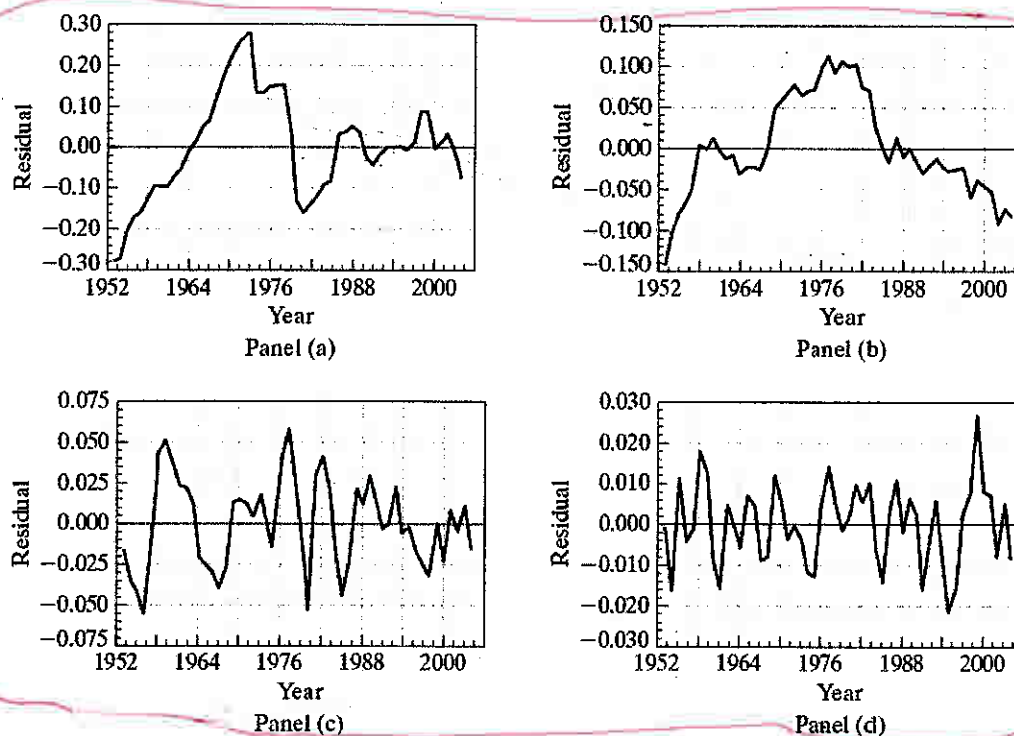 0.30
0.20
0.10
0.00
−0.10
−0.20
−0.30
Residual
1952 1964 1976 1988 2000
Year
Panel (a)
0.150
0.100
0.050
0.000
−0.050
−0.100
−0.150
Residual
1952 1964 1976 1988 2000
Year
Panel (b)
0.075
0.050
0.025
0.000
−0.025
−0.050
−0.075
Residual
1952 1964 1976 1988 2000
Year
Panel (c)
0.030
0.020
0.010
0.000
−0.010
−0.020
−0.030
Residual
1952 1964 1976 1988 2000
Year
Panel (d)